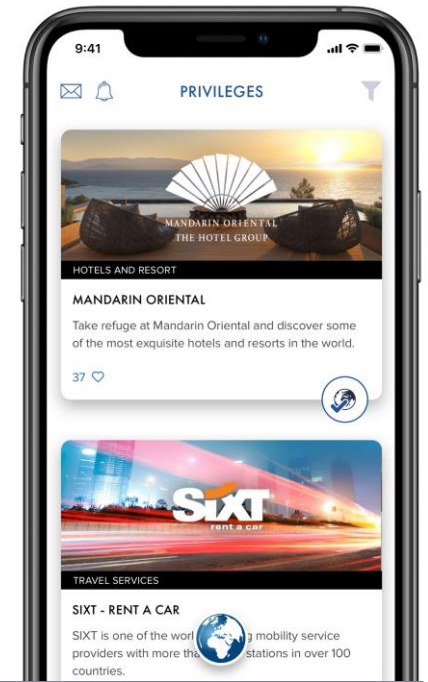 9:41
PRIVILEGES
MANDARIN ORIENTAL
THE HOTEL GROUP
HOTELS AND RESORT
MANDARIN ORIENTAL
Take refuge at Mandarin Oriental and discover some
of the most exquisite hotels and resorts in the world.
37
SIXT
rent a car
TRAVEL SERVICES
SIXT - RENT A CAR
SIXT is one of the mobility service
providers with more stations in over 100
countries.